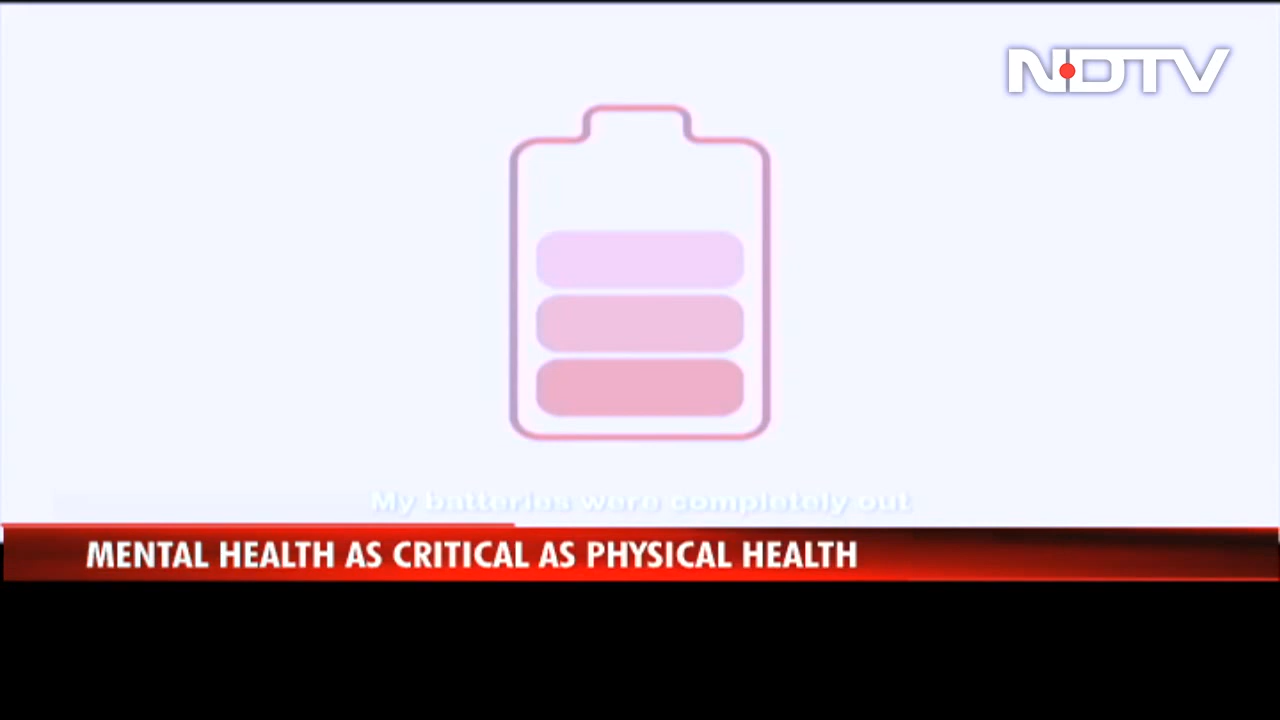 NDTV
My batteries were completely out
MENTAL HEALTH AS CRITICAL AS PHYSICAL HEALTH